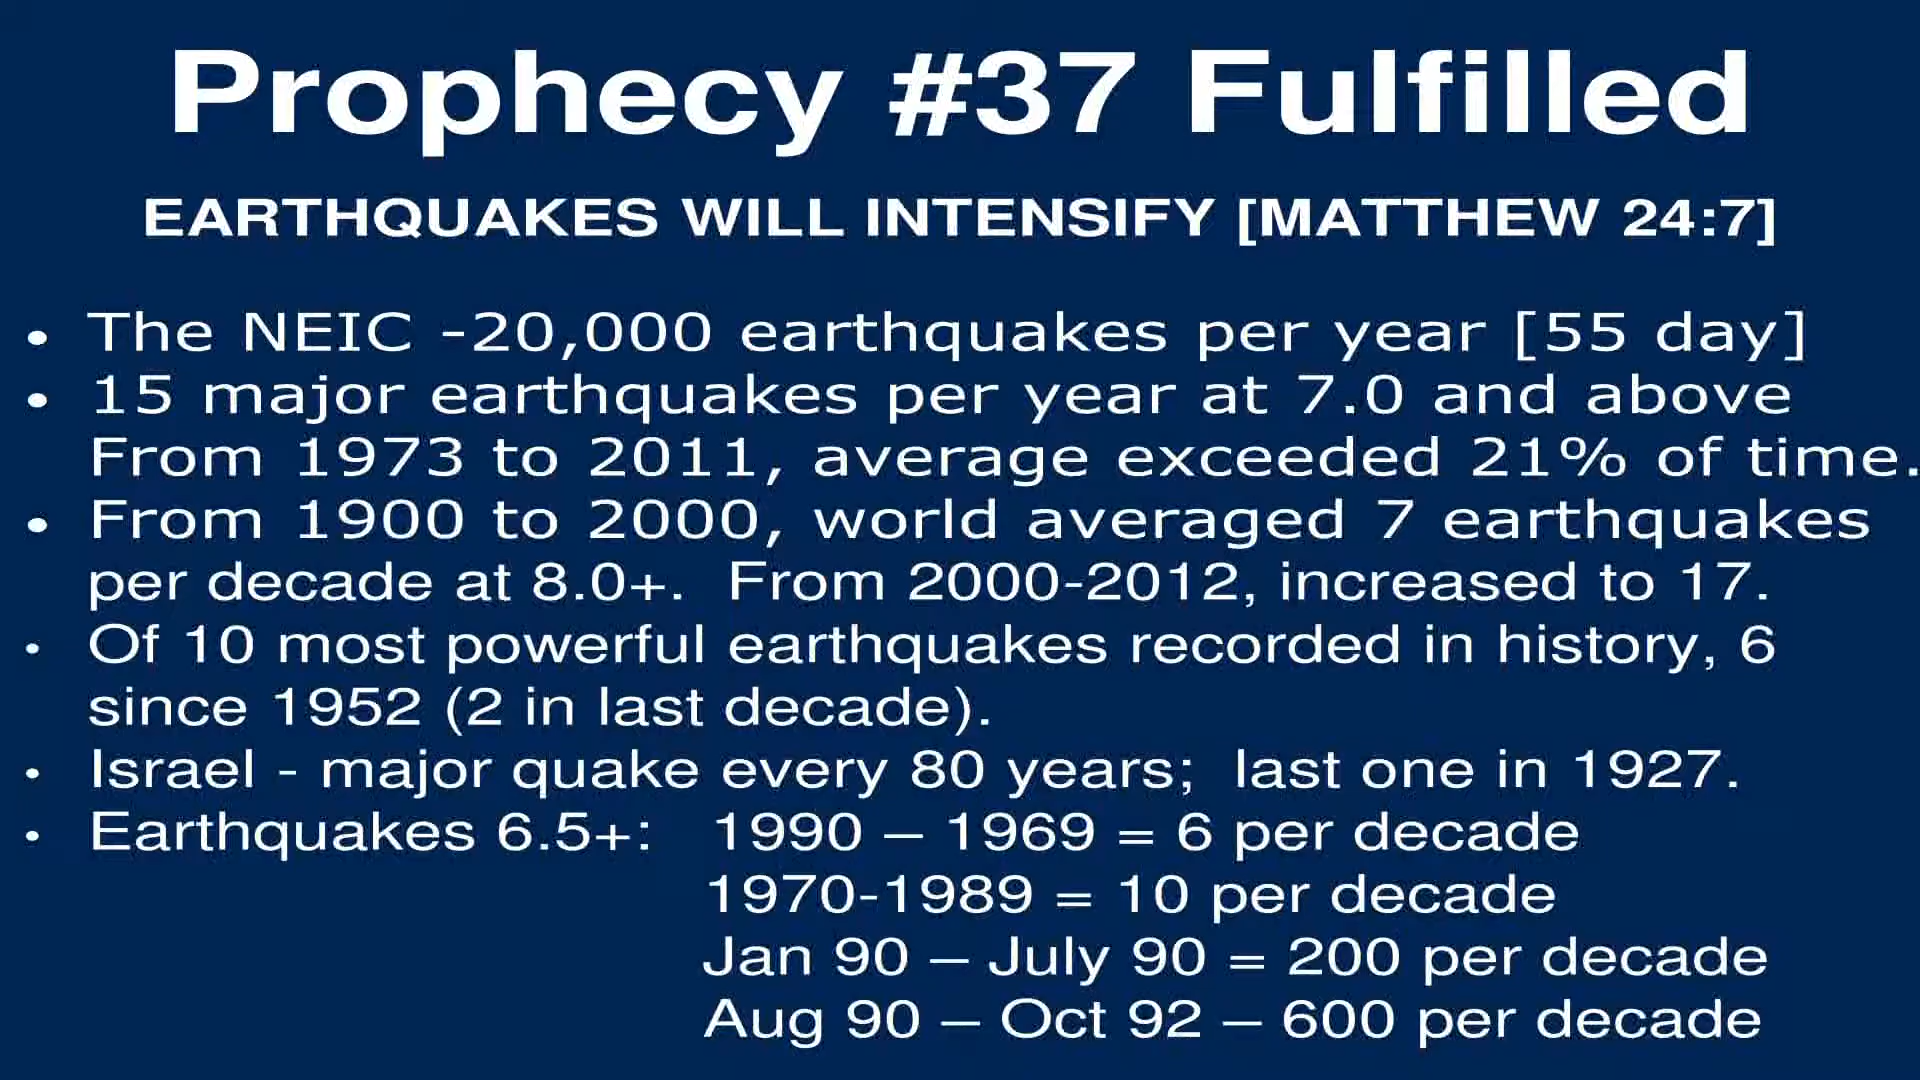 Prophecy #37 Fulfilled
EARTHQUAKES WILL INTENSIFY [MATTHEW 24:7]
• The NEIC -20,000 earthquakes per year [55 day]
• 15 major earthquakes per year at 7.0 and above
From 1973 to 2011, average exceeded 21% of time.
• From 1900 to 2000, world averaged 7 earthquakes
per decade at 8.0+. From 2000-2012, increased to 17.
• Of 10 most powerful earthquakes recorded in history, 6
since 1952 (2 in last decade).
• Israel - major quake every 80 years; last one in 1927.
• Earthquakes 6.5+: 1990 – 1969 = 6 per decade
1970-1989 = 10 per decade
Jan 90 – July 90 = 200 per decade
Aug 90 – Oct 92 – 600 per decade